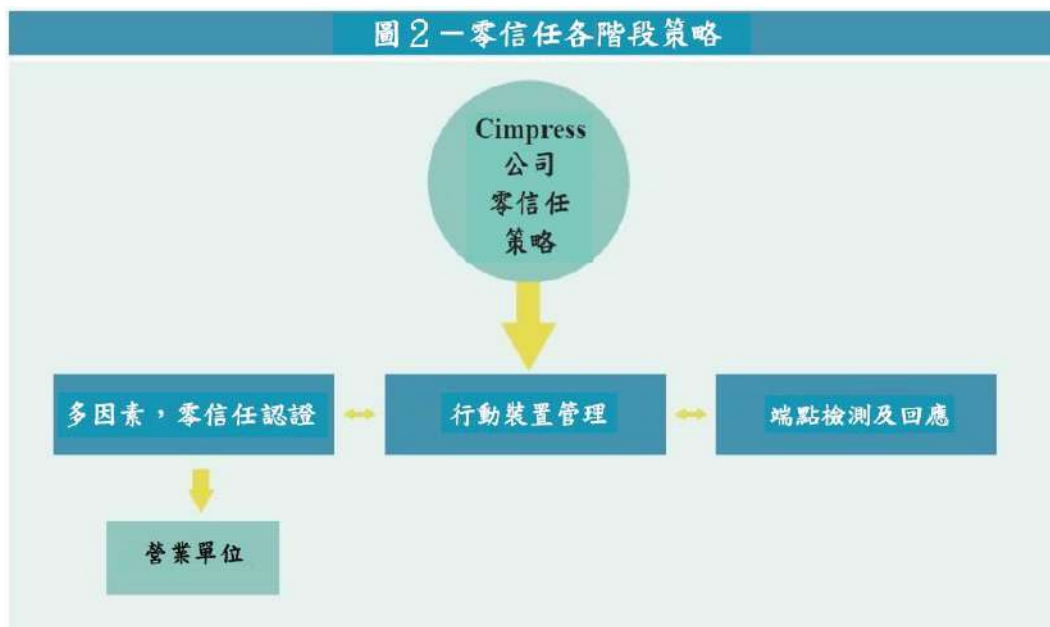 圖2－零信任各階段策略
Cimpress
公司
零信任
策略
多因素，零信任認證
行動裝置管理
端點檢測及回應
營業單位